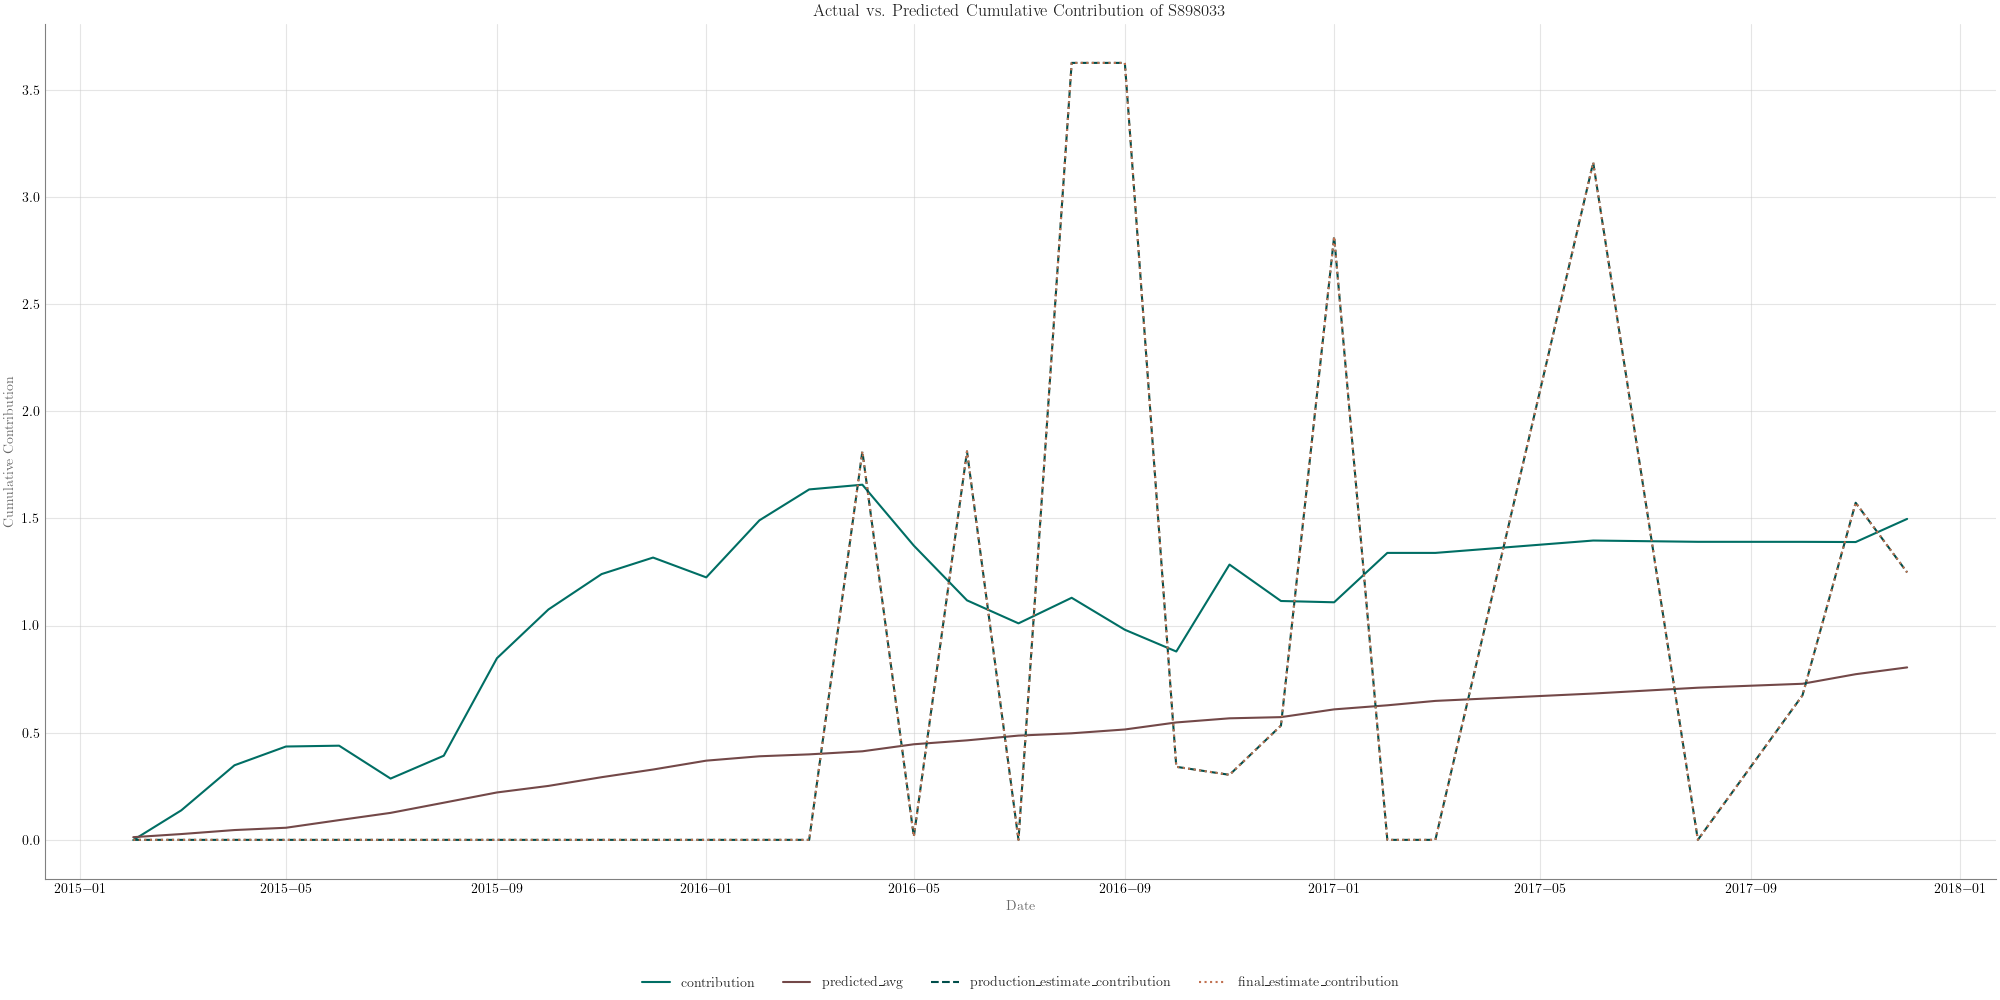 Actual vs. Predicted Cumulative Contribution of S898033
Cumulative Contribution
3.5
3.0
2.5
2.0
1.5
1.0
0.5
0.0
2015−01 2015−05 2015−09 2016−01 2016−05 2016−09 2017−01 2017−05 2017−09 2018−01
Date
contribution predicted_avg production_estimate_contribution final_estimate_contribution